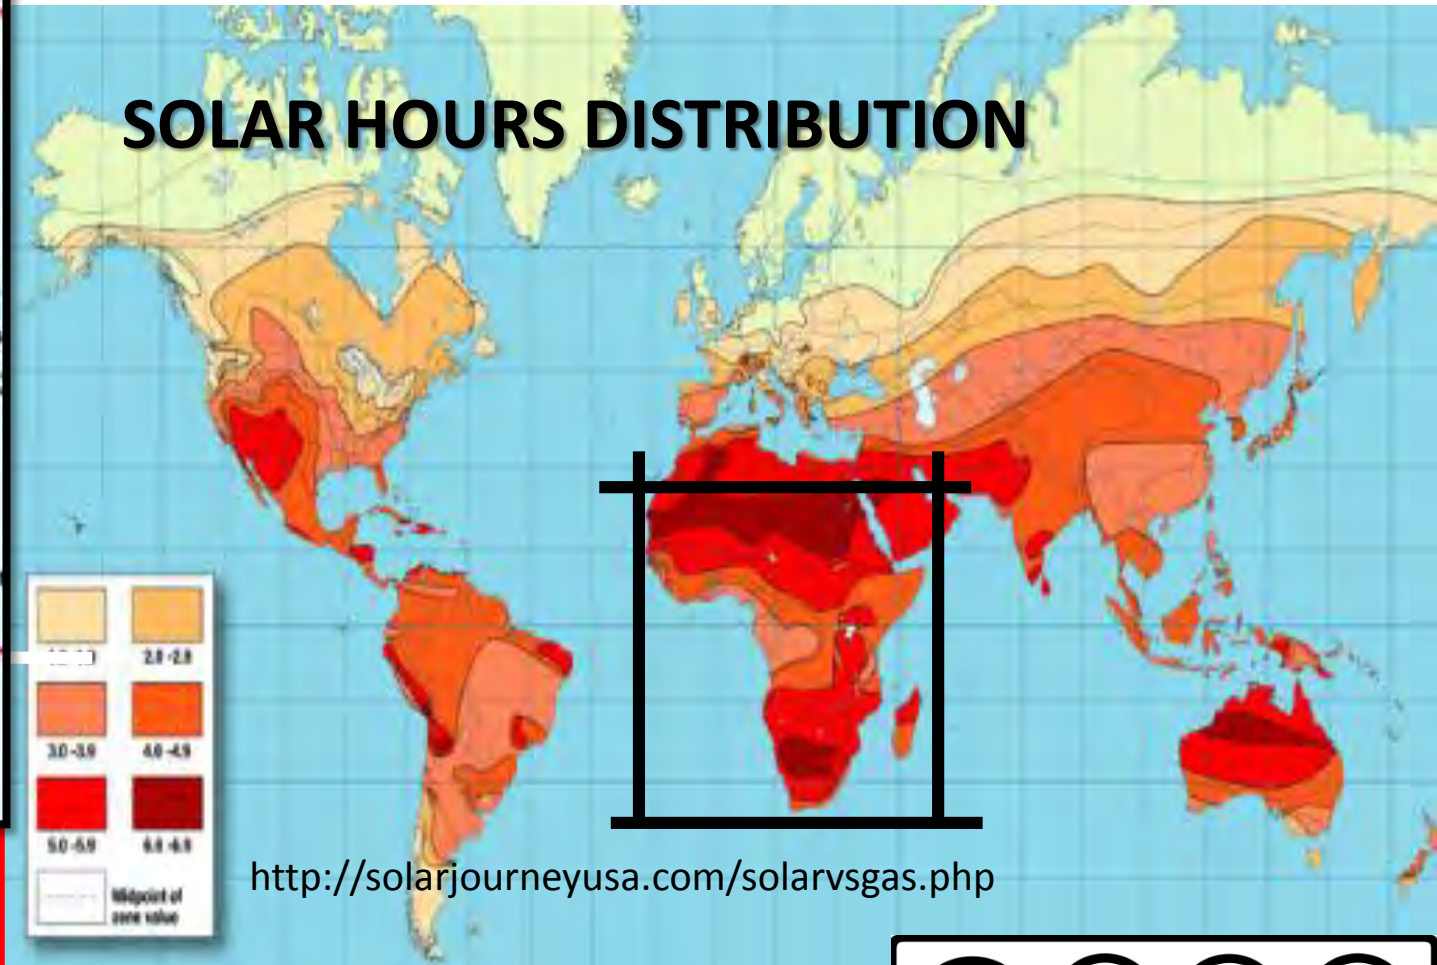 SOLAR HOURS DISTRIBUTION
2.0 -2.9
3.0 -3.9
4.0 -4.9
5.0 -5.9
6.0 -6.9
Midpoint of
zone value
http://solarjourneyusa.com/solarvsgas.php